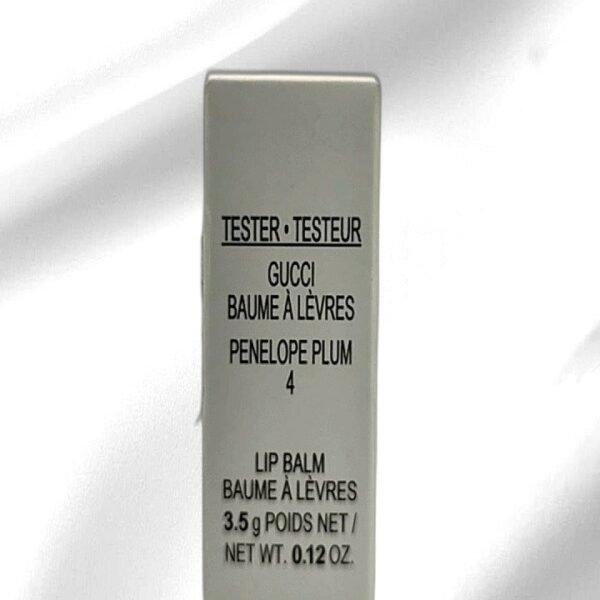 TESTER • TESTEUR
GUCCI
BAUME À LÈVRES
PENELOPE PLUM
4
LIP BALM
BAUME À LÈVRES
3.5 g POIDS NET /
NET WT. 0.12 OZ.